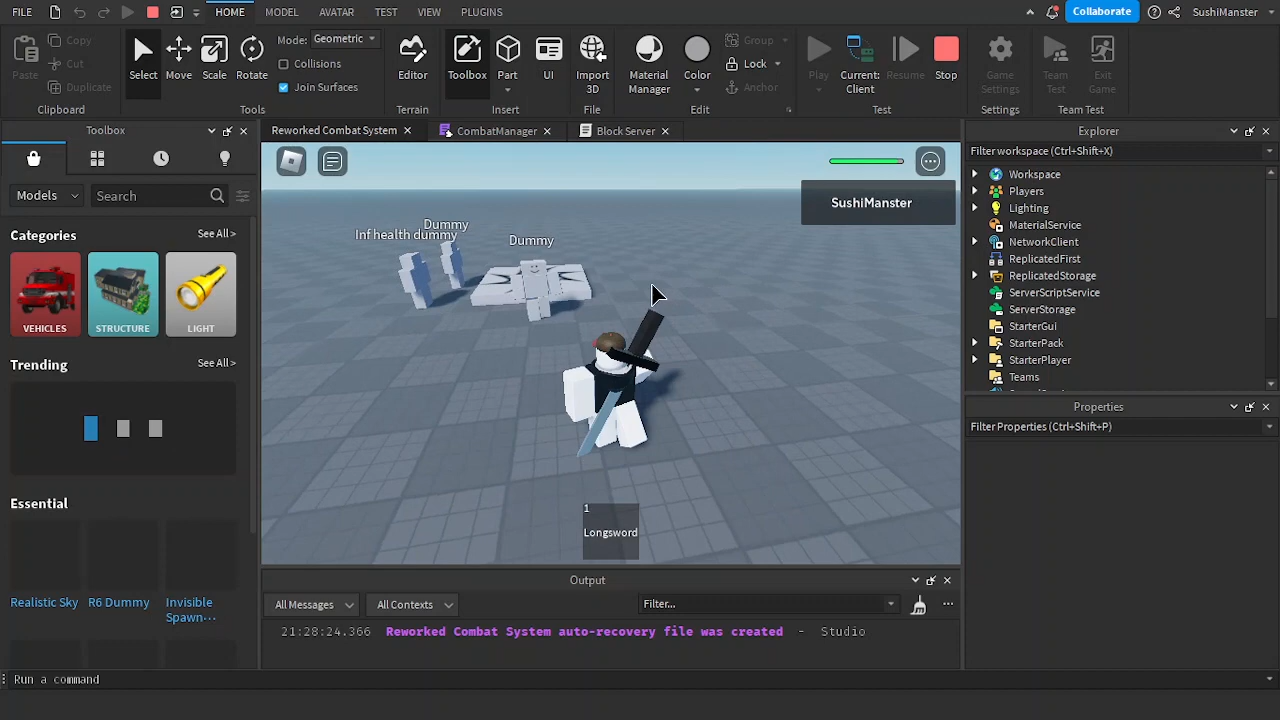 FILE HOME MODEL AVATAR TEST VIEW PLUGINS Collaborate SushiManster
Paste Copy Cut Duplicate Clipboard
Select Move Scale Rotate Mode: Geometric Collisions Join Surfaces Tools
Editor Terrain
Toolbox Part UI Insert
Import 3D File
Material Manager Color Group Lock Anchor Edit
Play Current: Client Resume Stop Test
Game Settings Settings
Team Test Exit Game Team Test
Toolbox
Models Search
Categories See All>
VEHICLES STRUCTURE LIGHT
Trending See All>
Essential
Realistic Sky R6 Dummy Invisible Spawn···
Reworked Combat System CombatManager Block Server
SushiManster
Dummy
Inf health dummy
Dummy
1
Longsword
Output
All Messages All Contexts Filter...
21:28:24.366 Reworked Combat System auto-recovery file was created - Studio
Explorer
Filter workspace (Ctrl+Shift+X)
Workspace
Players
Lighting
MaterialService
NetworkClient
ReplicatedFirst
ReplicatedStorage
ServerScriptService
ServerStorage
StarterGui
StarterPack
StarterPlayer
Teams
Properties
Filter Properties (Ctrl+Shift+P)
Run a command